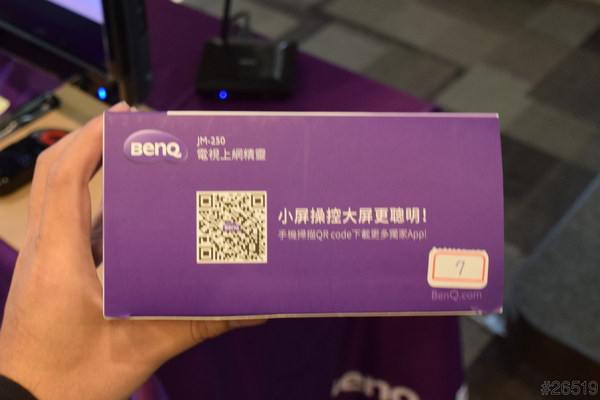 BenQ
JM-250
電視上網精靈
小屏操控大屏更聰明!
手機掃描QR code下載更多獨家App!
BenQ
7
BenQ.com
BenQ
#26519